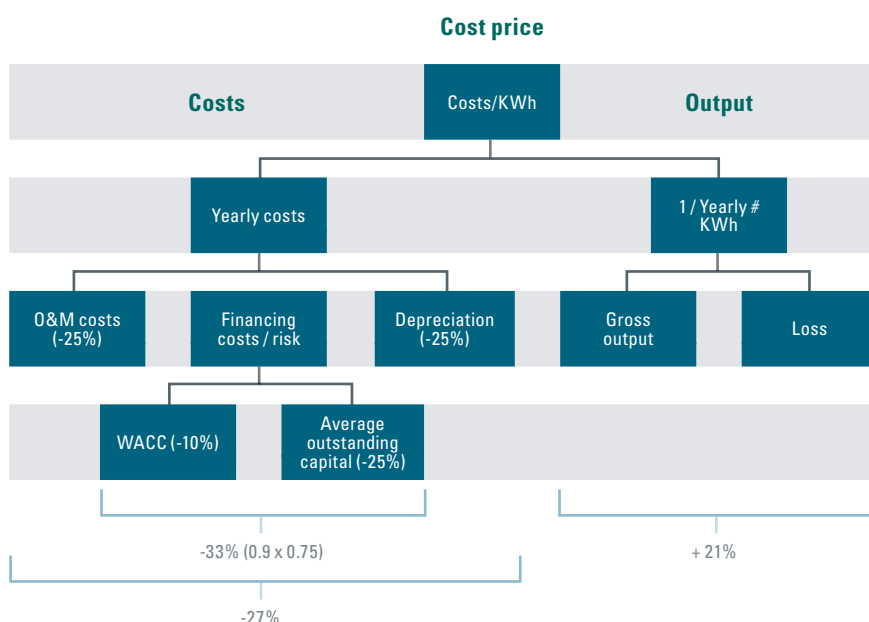 Cost price
Costs
Costs/KWh
Output
Yearly costs
1 / Yearly #
KWh
O&M costs
(-25%)
Financing
costs / risk
Depreciation
(-25%)
Gross
output
Loss
WACC (-10%)
Average
outstanding
capital (-25%)
-33% (0.9 x 0.75)
+ 21%
-27%